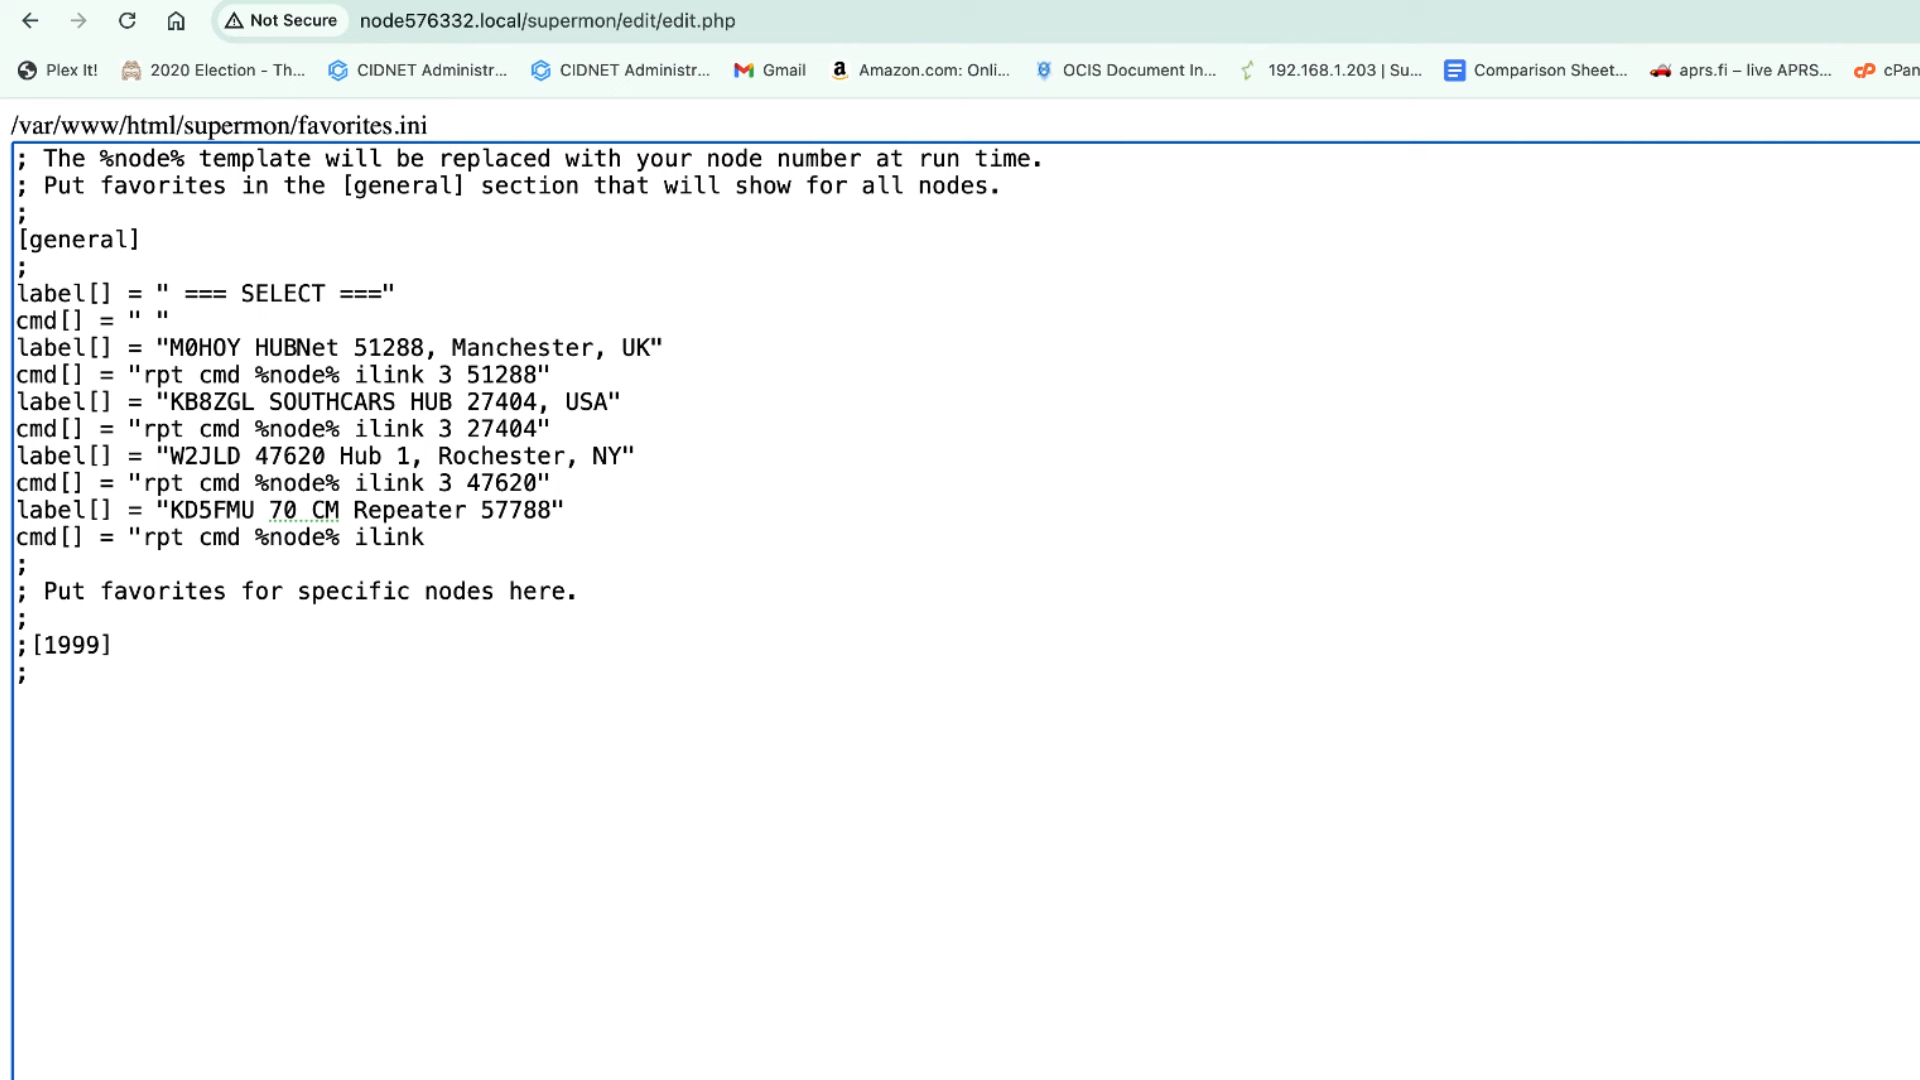 Not Secure node576332.local/supermon/edit/edit.php
Plex It! 2020 Election - Th... CIDNET Administr... CIDNET Administr... Gmail Amazon.com: Onli... OCIS Document In... 192.168.1.203 | Su... Comparison Sheet... aprs.fi – live APRS... cPan
/var/www/html/supermon/favorites.ini
; The %node% template will be replaced with your node number at run time.
; Put favorites in the [general] section that will show for all nodes.
;
[general]
;
label[] = " === SELECT ==="
cmd[] = " "
label[] = "M0HOY HUBNet 51288, Manchester, UK"
cmd[] = "rpt cmd %node% ilink 3 51288"
label[] = "KB8ZGL SOUTHCARS HUB 27404, USA"
cmd[] = "rpt cmd %node% ilink 3 27404"
label[] = "W2JLD 47620 Hub 1, Rochester, NY"
cmd[] = "rpt cmd %node% ilink 3 47620"
label[] = "KD5FMU 70 CM Repeater 57788"
cmd[] = "rpt cmd %node% ilink
;
; Put favorites for specific nodes here.
;
;[1999]
;